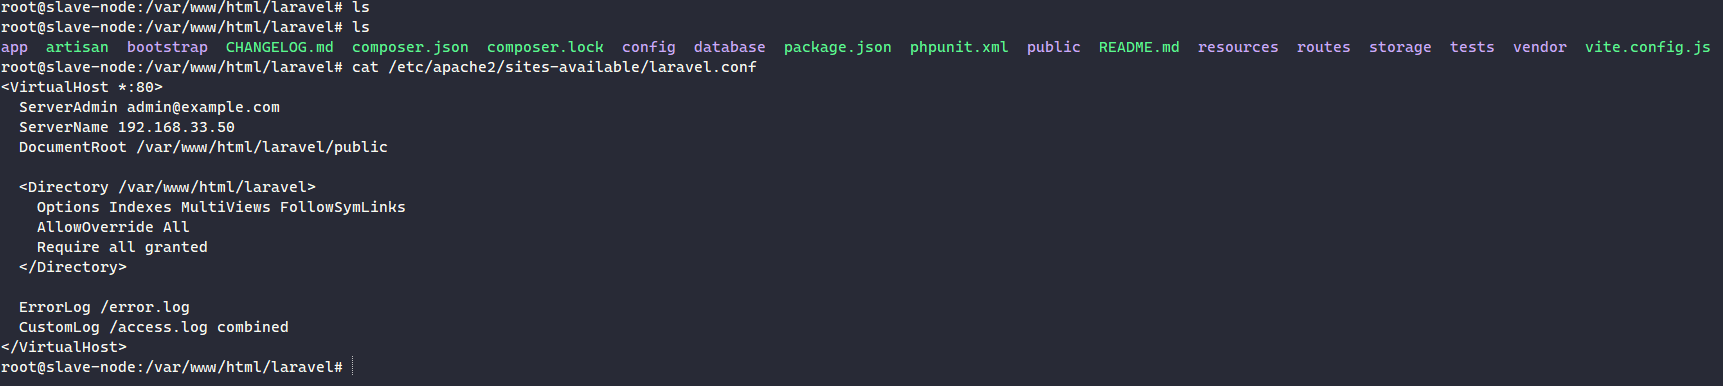 root@slave-node:/var/www/html/laravel# ls
root@slave-node:/var/www/html/laravel# ls
app  artisan  bootstrap  CHANGELOG.md  composer.json  composer.lock  config  database  package.json  phpunit.xml  public  README.md  resources  routes  storage  tests  vendor  vite.config.js
root@slave-node:/var/www/html/laravel# cat /etc/apache2/sites-available/laravel.conf
<VirtualHost *:80>
  ServerAdmin admin@example.com
  ServerName 192.168.33.50
  DocumentRoot /var/www/html/laravel/public

  <Directory /var/www/html/laravel>
    Options Indexes MultiViews FollowSymLinks
    AllowOverride All
    Require all granted
  </Directory>

  ErrorLog /error.log
  CustomLog /access.log combined
</VirtualHost>
root@slave-node:/var/www/html/laravel#